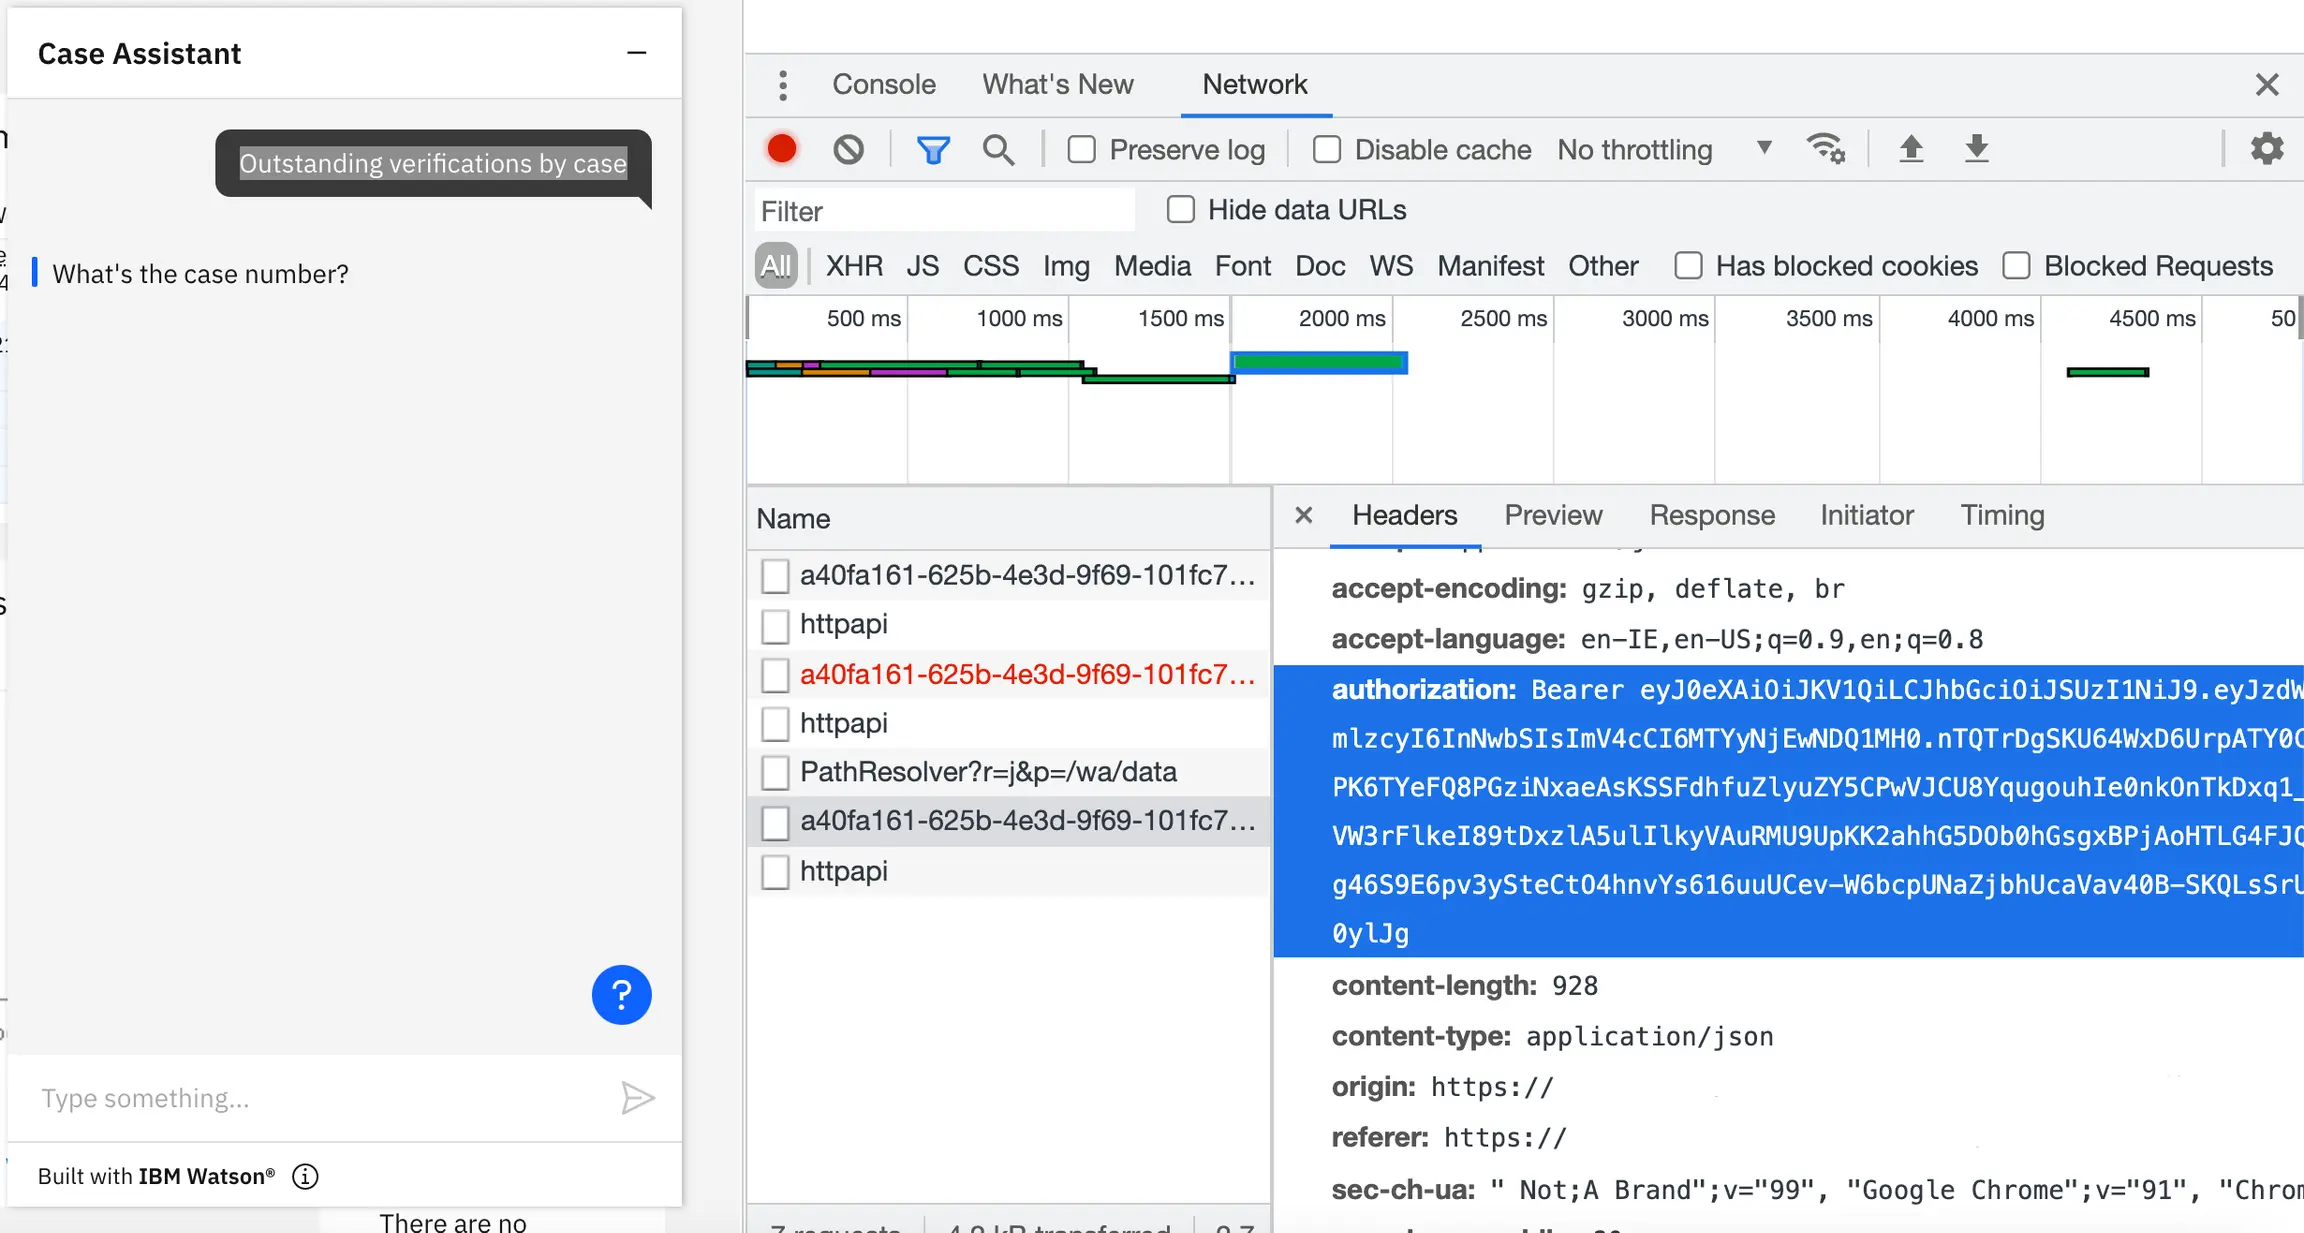 Case Assistant
Outstanding verifications by case
What's the case number?
Type something...
Built with IBM Watson®
There are no
Console What's New Network
Preserve log Disable cache No throttling
Filter Hide data URLs
All XHR JS CSS Img Media Font Doc WS Manifest Other Has blocked cookies Blocked Requests
500 ms 1000 ms 1500 ms 2000 ms 2500 ms 3000 ms 3500 ms 4000 ms 4500 ms 50
Name
a40fa161-625b-4e3d-9f69-101fc7...
httpapi
a40fa161-625b-4e3d-9f69-101fc7...
httpapi
PathResolver?r=j&p=/wa/data
a40fa161-625b-4e3d-9f69-101fc7...
httpapi
7 requests 4.2 kB transferred
Headers Preview Response Initiator Timing
accept-encoding: gzip, deflate, br
accept-language: en-IE,en-US;q=0.9,en;q=0.8
authorization: Bearer eyJ0eXAiOiJKV1QiLCJhbGciOiJSUzI1NiJ9.eyJzdW
mlzcyI6InNwbSIsImV4cCI6MTYyNjEwNDQ1MH0.nTQTrDgSKU64WxD6UrpATY0C
PK6TYeFQ8PGziNxaeAsKSSFdhfuZlyuZY5CPwVJCU8YqugouhIe0nkOnTkDxq1_
VW3rFlkeI89tDxzlA5ulIlkyVAuRMU9UpKK2ahhG5DOb0hGsgxBPjAoHTLG4FJQ
g46S9E6pv3ySteCtO4hnvYs616uuUCev-W6bcpUNaZjbhUcaVav40B-SKQLsSrU
0ylJg
content-length: 928
content-type: application/json
origin: https://
referer: https://
sec-ch-ua: " Not;A Brand";v="99", "Google Chrome";v="91", "Chrom